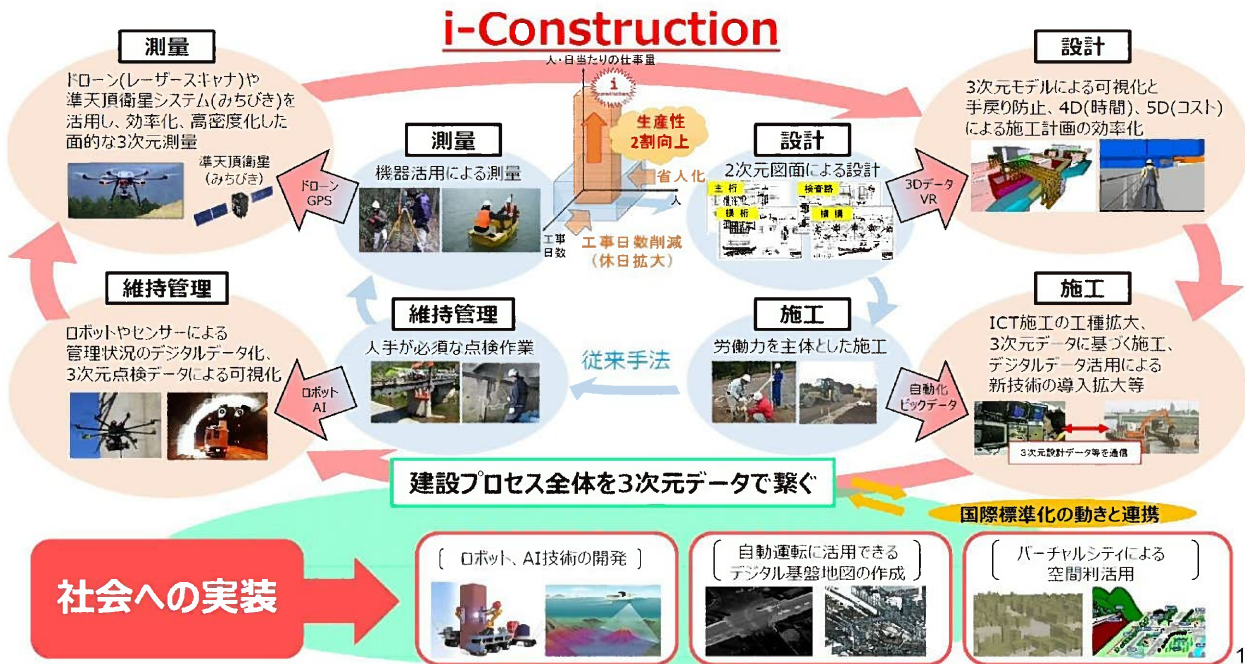 i-Construction
測量
ドローン(レーザースキャナ)や
準天頂衛星システム(みちびき)を
活用し、効率化、高密度化した
面的な3次元測量
準天頂衛星
(みちびき)
ドローン
GPS
測量
機器活用による測量
人・日当たりの仕事量
i
生産性
2割向上
省人化
人
工事
日数
工事日数削減
(休日拡大)
設計
2次元図面による設計
主桁
検査路
横桁
横構
3Dデータ
VR
設計
3次元モデルによる可視化と
手戻り防止、4D(時間)、5D(コスト)
による施工計画の効率化
維持管理
ロボットやセンサーによる
管理状況のデジタルデータ化、
3次元点検データによる可視化
ロボット
AI
維持管理
人手が必須な点検作業
従来手法
施工
労働力を主体とした施工
自動化
ビックデータ
施工
ICT施工の工種拡大、
3次元データに基づく施工、
デジタルデータ活用による
新技術の導入拡大等
3次元設計データ等を通信
建設プロセス全体を3次元データで繋ぐ
国際標準化の動きと連携
社会への実装
ロボット、AI技術の開発
自動運転に活用できる
デジタル基盤地図の作成
バーチャルシティによる
空間利活用
1